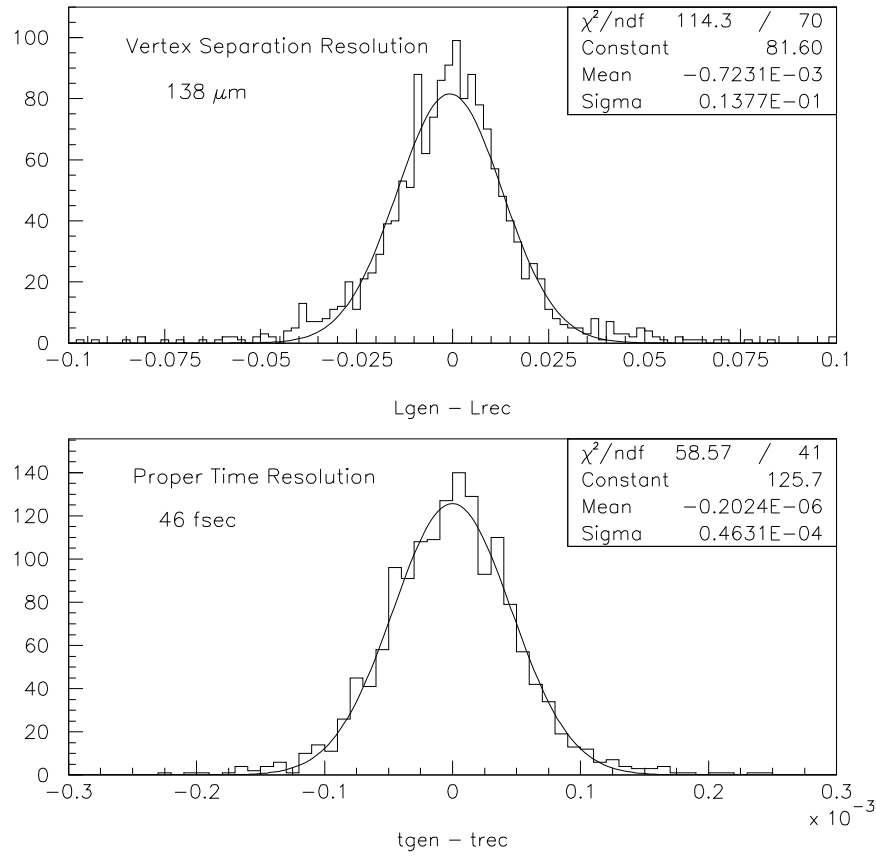 χ²/ndf 114.3 / 70
Constant 81.60
Mean −0.7231E−03
Sigma 0.1377E−01
Vertex Separation Resolution
138 μm
100
80
60
40
20
0
−0.1 −0.075 −0.05 −0.025 0 0.025 0.05 0.075 0.1
Lgen − Lrec
χ²/ndf 58.57 / 41
Constant 125.7
Mean −0.2024E−06
Sigma 0.4631E−04
Proper Time Resolution
46 fsec
140
120
100
80
60
40
20
0
−0.3 −0.2 −0.1 0 0.1 0.2 0.3
x 10⁻³
tgen − trec